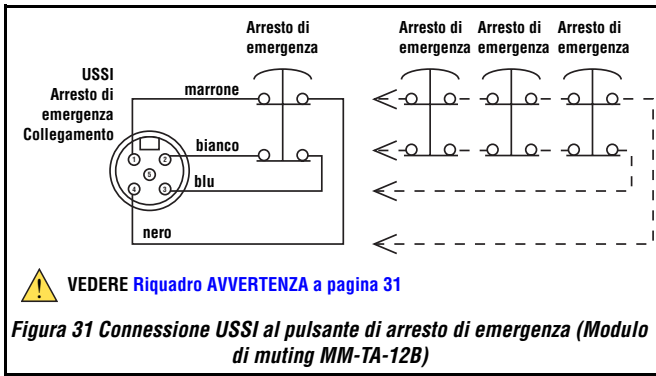 Arresto di
emergenza
Arresto di
emergenza
Arresto di
emergenza
Arresto di
emergenza
USSI
Arresto di
emergenza
Collegamento
marrone
bianco
blu
nero
1
2
5
4
3
VEDERE Riquadro AVVERTENZA a pagina 31
Figura 31 Connessione USSI al pulsante di arresto di emergenza (Modulo
di muting MM-TA-12B)